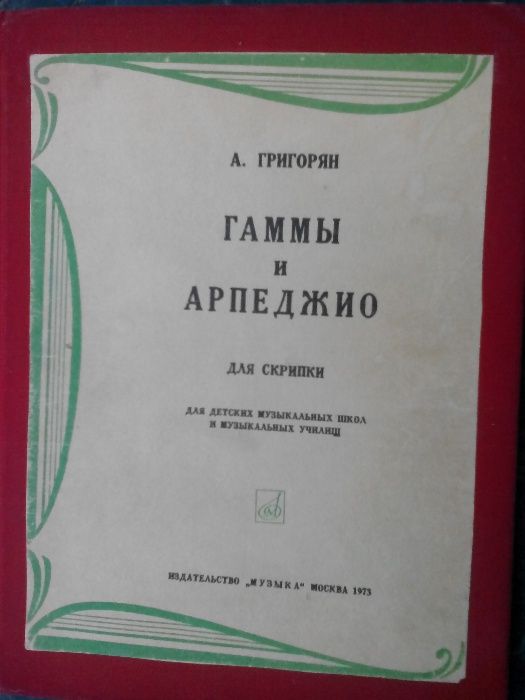 А. ГРИГОРЯН
ГАММЫ
и
АРПЕДЖИО
ДЛЯ СКРИПКИ
ДЛЯ ДЕТСКИХ МУЗЫКАЛЬНЫХ ШКОЛ
И МУЗЫКАЛЬНЫХ УЧИЛИЩ
ИЗДАТЕЛЬСТВО „МУЗЫКА“ МОСКВА 1973